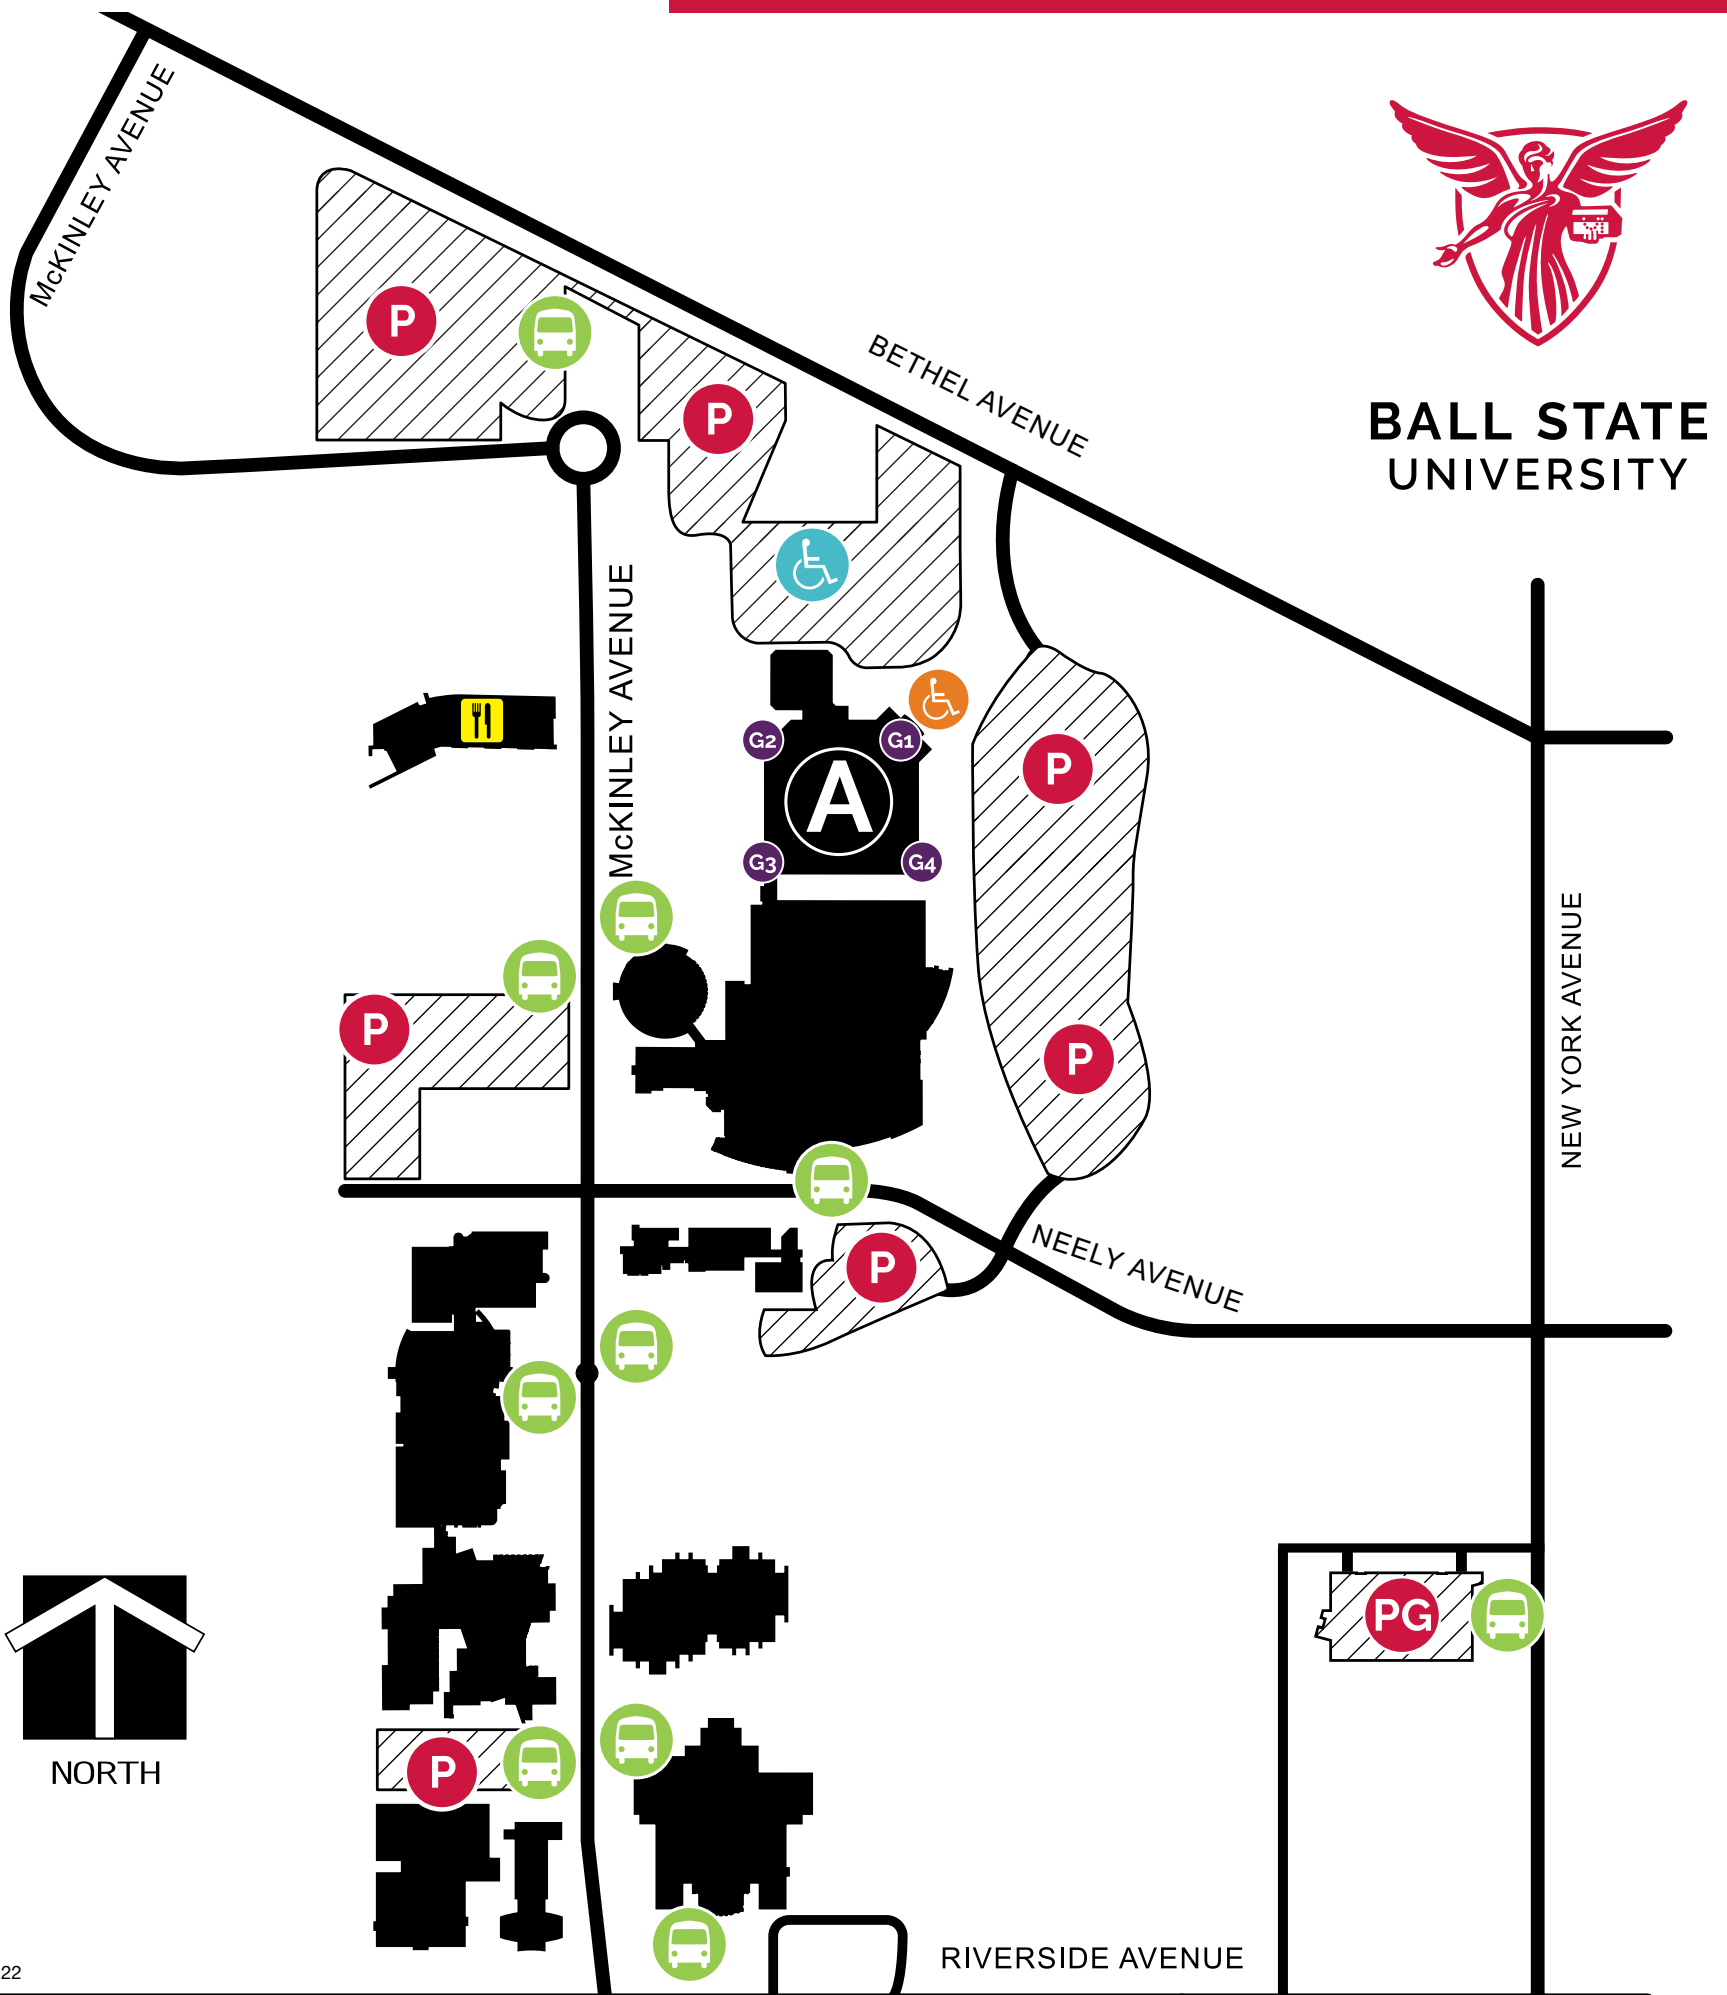 McKINLEY AVENUE
P
P
BETHEL AVENUE
BALL STATE
UNIVERSITY
McKINLEY AVENUE
G2
G1
P
A
G3
G4
NEW YORK AVENUE
P
P
P
NEELY AVENUE
PG
NORTH
P
RIVERSIDE AVENUE
22